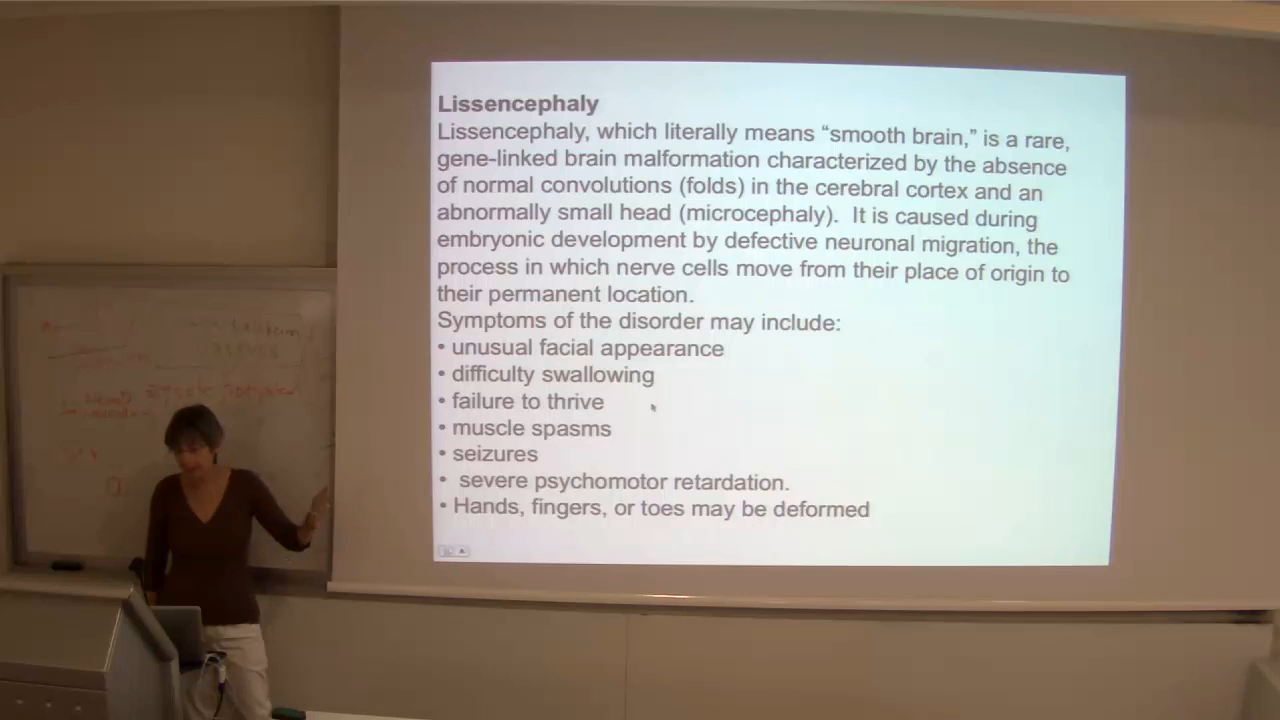 Lissencephaly
Lissencephaly, which literally means “smooth brain,” is a rare,
gene-linked brain malformation characterized by the absence
of normal convolutions (folds) in the cerebral cortex and an
abnormally small head (microcephaly).  It is caused during
embryonic development by defective neuronal migration, the
process in which nerve cells move from their place of origin to
their permanent location.
Symptoms of the disorder may include:
• unusual facial appearance
• difficulty swallowing
• failure to thrive
• muscle spasms
• seizures
•  severe psychomotor retardation.
• Hands, fingers, or toes may be deformed